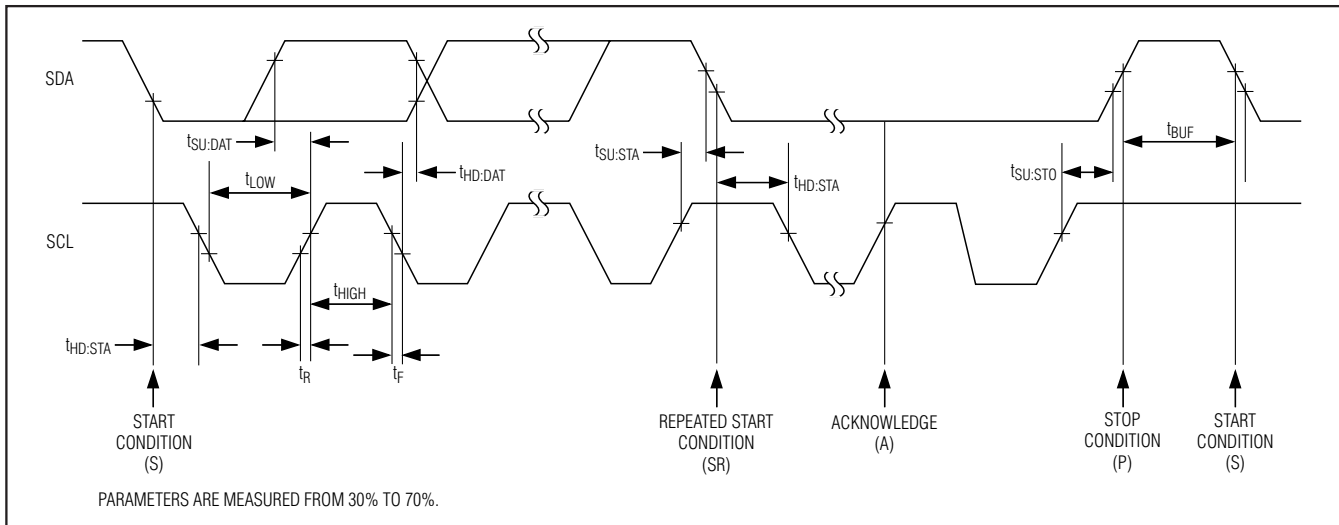 SDA
tSU:DAT
tLOW
tHD:DAT
tSU:STA
tHD:STA
tSU:STO
tBUF
SCL
tHIGH
tHD:STA
tR
tF
START
CONDITION
(S)
REPEATED START
CONDITION
(SR)
ACKNOWLEDGE
(A)
STOP
CONDITION
(P)
START
CONDITION
(S)
PARAMETERS ARE MEASURED FROM 30% TO 70%.